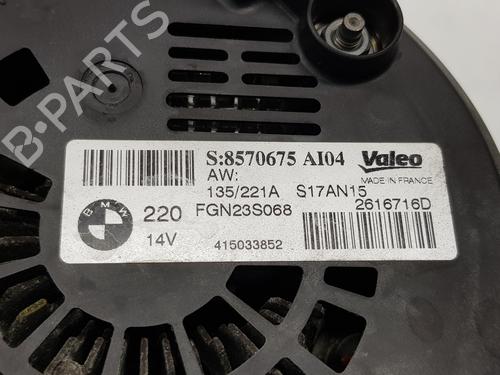 B-PARTS
S:8570675 AI04 Valeo
AW: MADE IN FRANCE
135/221A S17AN15
220 FGN23S068 2616716D
14V 415033852
BMW